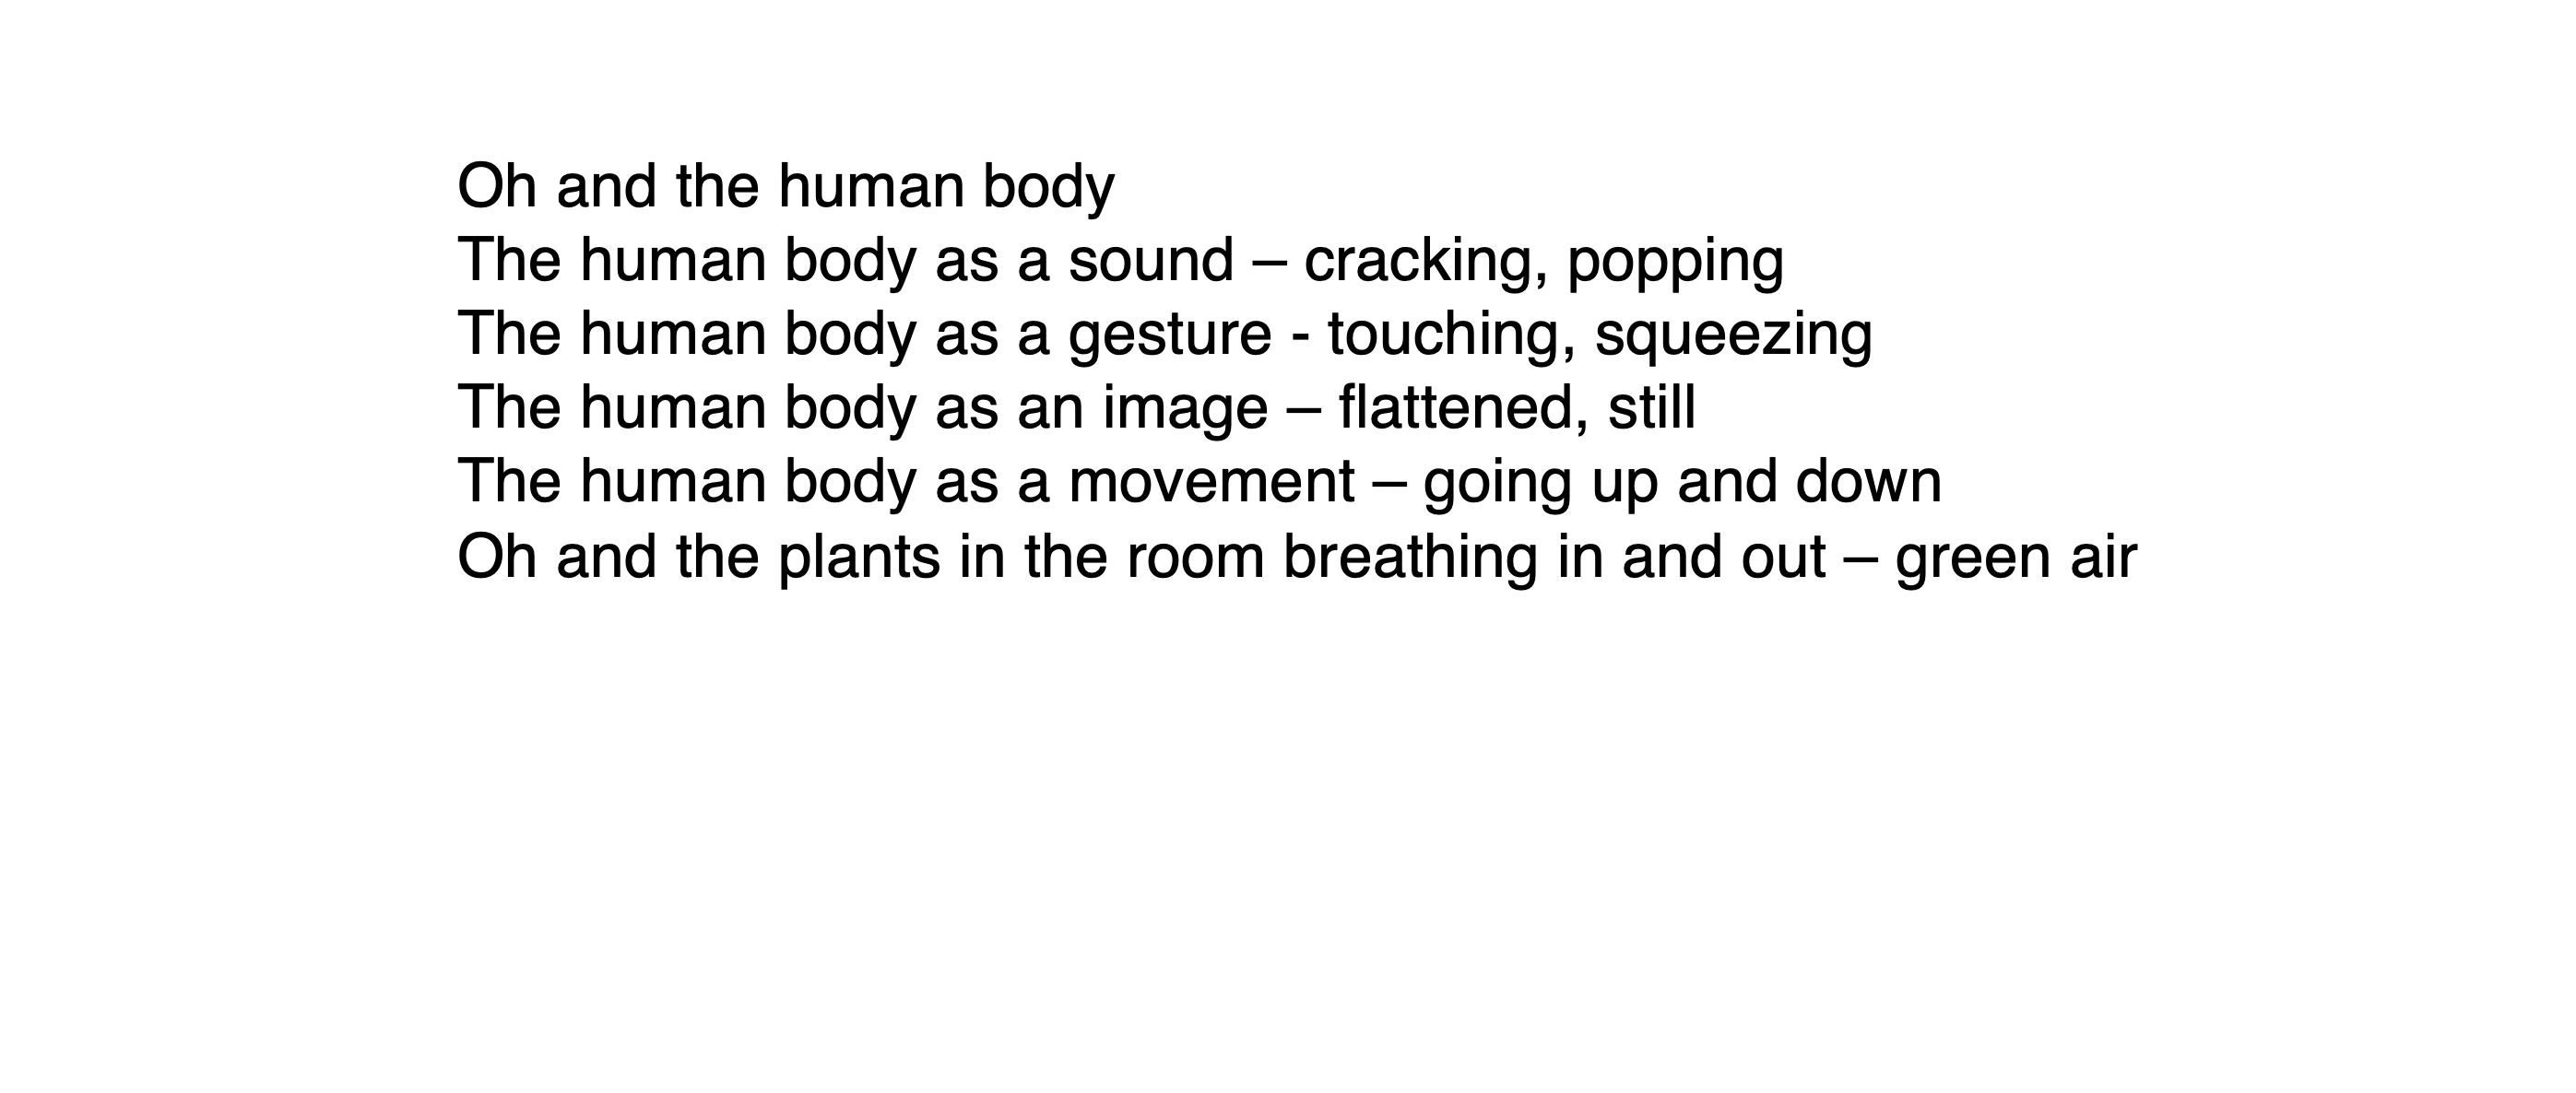 Oh and the human body
The human body as a sound – cracking, popping
The human body as a gesture - touching, squeezing
The human body as an image – flattened, still
The human body as a movement – going up and down
Oh and the plants in the room breathing in and out – green air